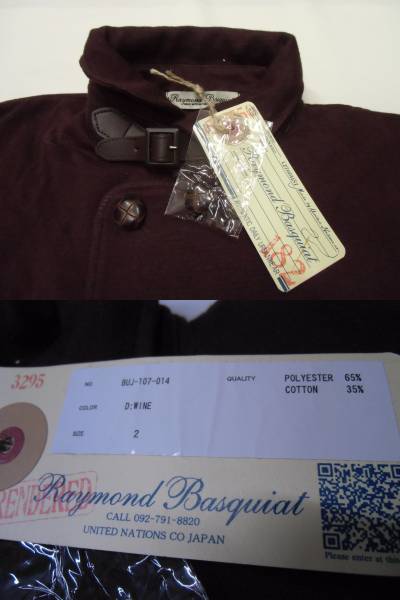 Raymond Basquiat
Raymond Basquiat
182
3295
NO. BUJ-107-014
QUALITY POLYESTER 65%
COTTON 35%
COLOR D:WINE
SIZE 2
RENDERED
Raymond Basquiat
CALL 092-791-8820
UNITED NATIONS CO JAPAN
Please enter at this